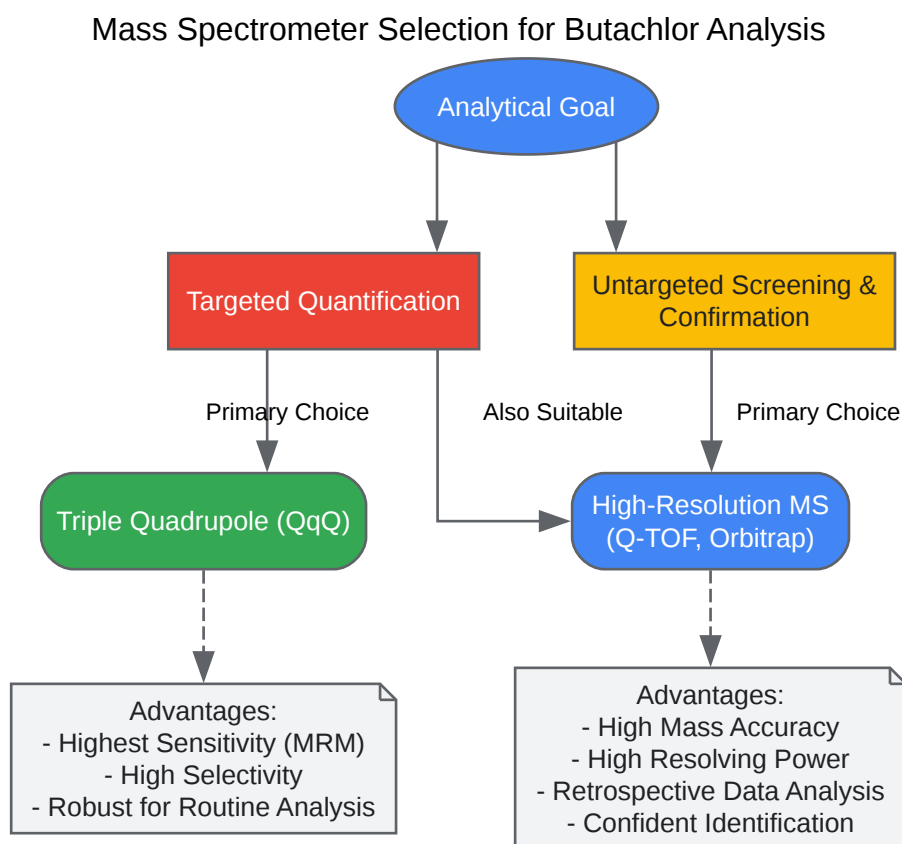 Mass Spectrometer Selection for Butachlor Analysis
Analytical Goal
Targeted Quantification
Untargeted Screening &
Confirmation
Primary Choice
Also Suitable
Primary Choice
Triple Quadrupole (QqQ)
High-Resolution MS
(Q-TOF, Orbitrap)
Advantages:
- Highest Sensitivity (MRM)
- High Selectivity
- Robust for Routine Analysis
Advantages:
- High Mass Accuracy
- High Resolving Power
- Retrospective Data Analysis
- Confident Identification